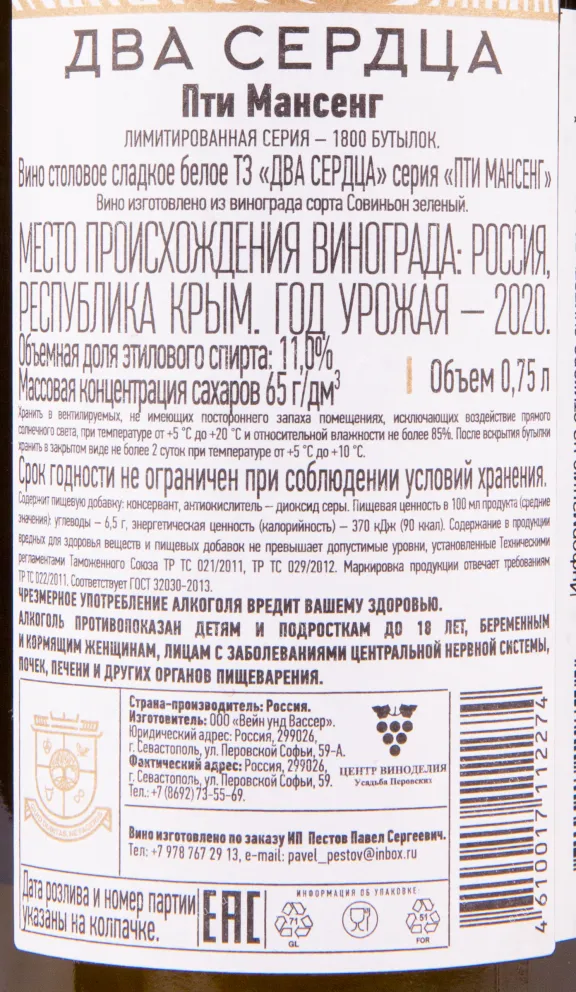 ДВА СЕРДЦА
Пти Мансенг
ЛИМИТИРОВАННАЯ СЕРИЯ – 1800 БУТЫЛОК.
Вино столовое сладкое белое ТЗ «ДВА СЕРДЦА» серия «ПТИ МАНСЕНГ»
Вино изготовлено из винограда сорта Совиньон зеленый.
МЕСТО ПРОИСХОЖДЕНИЯ ВИНОГРАДА: РОССИЯ,
РЕСПУБЛИКА КРЫМ. ГОД УРОЖАЯ – 2020.
Объемная доля этилового спирта: 11,0%
Массовая концентрация сахаров 65 г/дм³
Объем 0,75 л
Хранить в вентилируемых, не имеющих постороннего запаха помещениях, исключающих воздействие прямого
солнечного света, при температуре от +5 °С до +20 °С и относительной влажности не более 85%. После вскрытия бутылки
хранить в закрытом виде не более 2 суток при температуре от +5 °С до +10 °С.
Срок годности не ограничен при соблюдении условий хранения.
Содержит пищевую добавку: консервант, антиокислитель – диоксид серы. Пищевая ценность в 100 мл продукта (средние
значения): углеводы – 6,5 г, энергетическая ценность (калорийность) – 370 кДж (90 ккал). Содержание в продукции
вредных для здоровья веществ и пищевых добавок не превышает допустимые уровни, установленные Техническими
регламентами Таможенного Союза ТР ТС 021/2011, ТР ТС 029/2012. Маркировка продукции отвечает требованиям
ТР ТС 022/2011. Соответствует ГОСТ 32030-2013.
ЧРЕЗМЕРНОЕ УПОТРЕБЛЕНИЕ АЛКОГОЛЯ ВРЕДИТ ВАШЕМУ ЗДОРОВЬЮ.
АЛКОГОЛЬ ПРОТИВОПОКАЗАН ДЕТЯМ И ПОДРОСТКАМ ДО 18 ЛЕТ, БЕРЕМЕННЫМ
И КОРМЯЩИМ ЖЕНЩИНАМ, ЛИЦАМ С ЗАБОЛЕВАНИЯМИ ЦЕНТРАЛЬНОЙ НЕРВНОЙ СИСТЕМЫ,
ПОЧЕК, ПЕЧЕНИ И ДРУГИХ ОРГАНОВ ПИЩЕВАРЕНИЯ.
Страна-производитель: Россия.
Изготовитель: ООО «Вейн унд Вассер».
Юридический адрес: Россия, 299026,
г. Севастополь, ул. Перовской Софьи, 59-А.
Фактический адрес: Россия, 299026,
г. Севастополь, ул. Перовской Софьи, 59.
Тел.: +7 (8692) 73-55-69.
ЦЕНТР ВИНОДЕЛИЯ
Усадьба Перовских
Вино изготовлено по заказу ИП Пестов Павел Сергеевич.
Тел: +7 978 767 29 13, e-mail: pavel_pestov@inbox.ru
Дата розлива и номер партии
указаны на колпачке.
ЕАС
ИНФОРМАЦИЯ ОБ УПАКОВКЕ:
71
GL
51
FOR
4 610017 112274